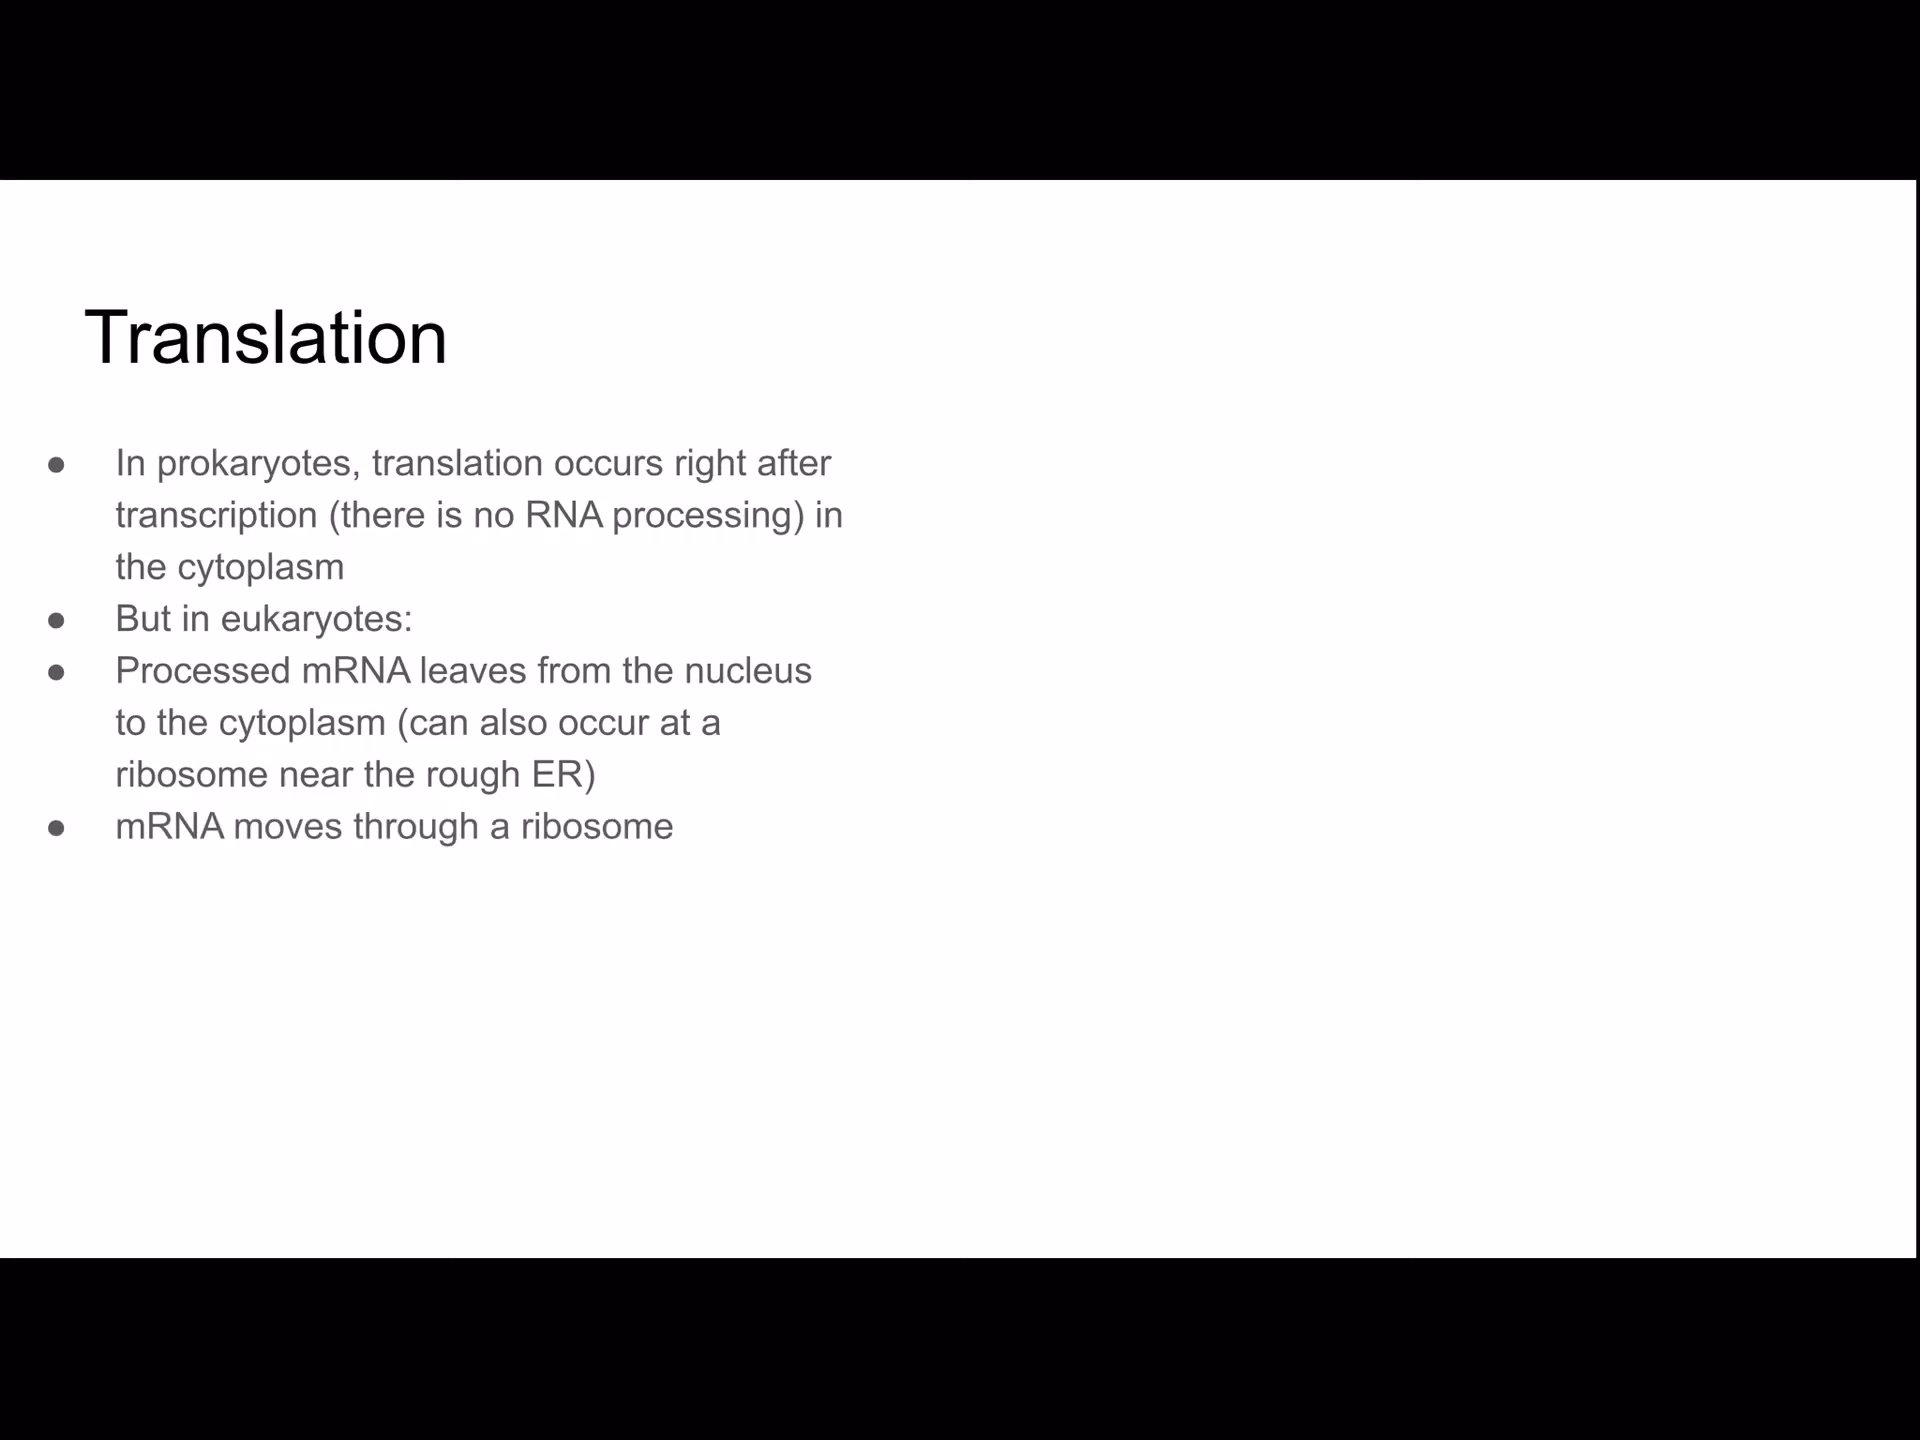 Translation
● In prokaryotes, translation occurs right after
transcription (there is no RNA processing) in
the cytoplasm
● But in eukaryotes:
● Processed mRNA leaves from the nucleus
to the cytoplasm (can also occur at a
ribosome near the rough ER)
● mRNA moves through a ribosome